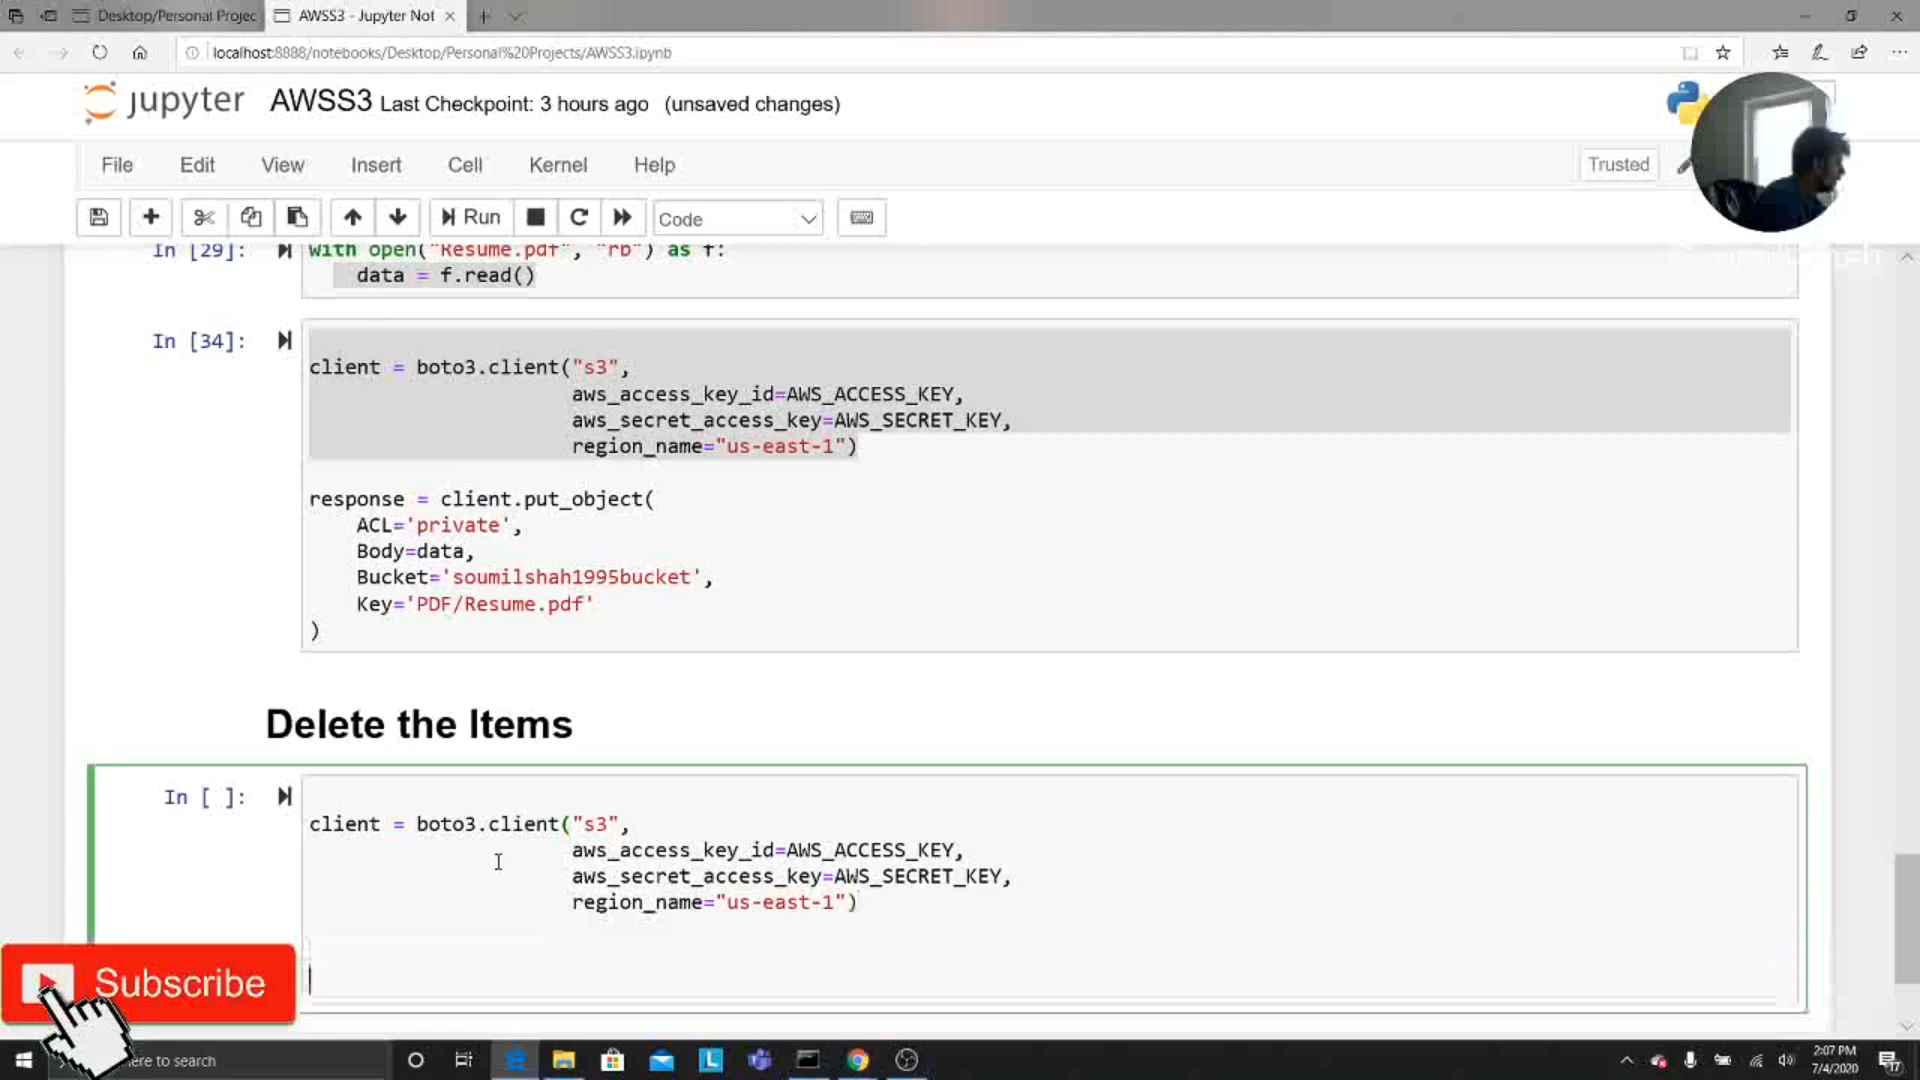 Desktop/Personal Projec
AWSS3 - Jupyter Not
localhost:8888/notebooks/Desktop/Personal%20Projects/AWSS3.ipynb
jupyter AWSS3 Last Checkpoint: 3 hours ago (unsaved changes)
File Edit View Insert Cell Kernel Help
Trusted
Run
Code
In [29]: with open("Resume.pdf", "rb") as f:
data = f.read()
In [34]:
client = boto3.client("s3",
aws_access_key_id=AWS_ACCESS_KEY,
aws_secret_access_key=AWS_SECRET_KEY,
region_name="us-east-1")
response = client.put_object(
ACL='private',
Body=data,
Bucket='soumilshah1995bucket',
Key='PDF/Resume.pdf'
)
Delete the Items
In [ ]:
client = boto3.client("s3",
aws_access_key_id=AWS_ACCESS_KEY,
aws_secret_access_key=AWS_SECRET_KEY,
region_name="us-east-1")
Subscribe
ere to search
L
2:07 PM
7/4/2020
17